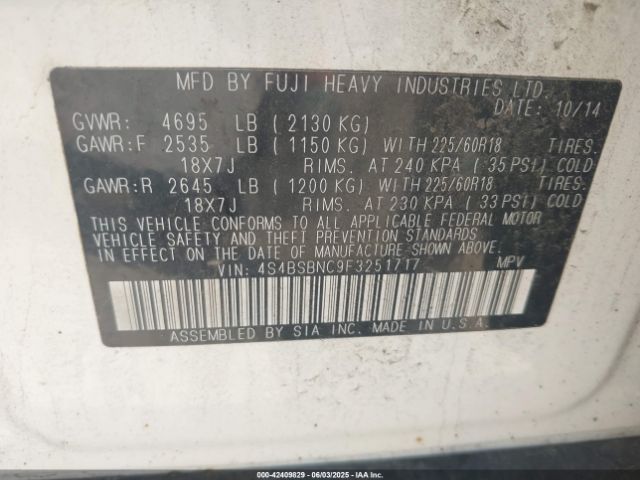 MFD BY FUJI HEAVY INDUSTRIES LTD.
DATE: 10/14
GVWR: 4695 LB ( 2130 KG)
GAWR:F 2535 LB ( 1150 KG) WITH 225/60R18 TIRES.
18X7J RIMS. AT 240 KPA ( 35 PSI) COLD
GAWR:R 2645 LB ( 1200 KG) WITH 225/60R18 TIRES.
18X7J RIMS. AT 230 KPA ( 33 PSI) COLD
THIS VEHICLE CONFORMS TO ALL APPLICABLE FEDERAL MOTOR
VEHICLE SAFETY AND THEFT PREVENTION STANDARDS
IN EFFECT ON THE DATE OF MANUFACTURE SHOWN ABOVE.
VIN: 4S4BSBNC9F3251717 MPV
ASSEMBLED BY SIA INC. MADE IN U.S.A.
000-42409829 - 06/03/2025 - IAAI.COM